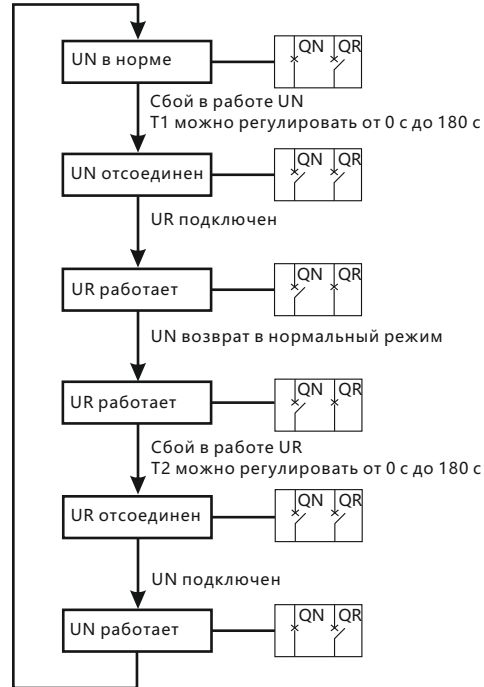 UN в норме
QN QR
Сбой в работе UN
T1 можно регулировать от 0 с до 180 с
UN отсоединен
QN QR
UR подключен
UR работает
QN QR
UN возврат в нормальный режим
UR работает
QN QR
Сбой в работе UR
T2 можно регулировать от 0 с до 180 с
UR отсоединен
QN QR
UN подключен
UN работает
QN QR